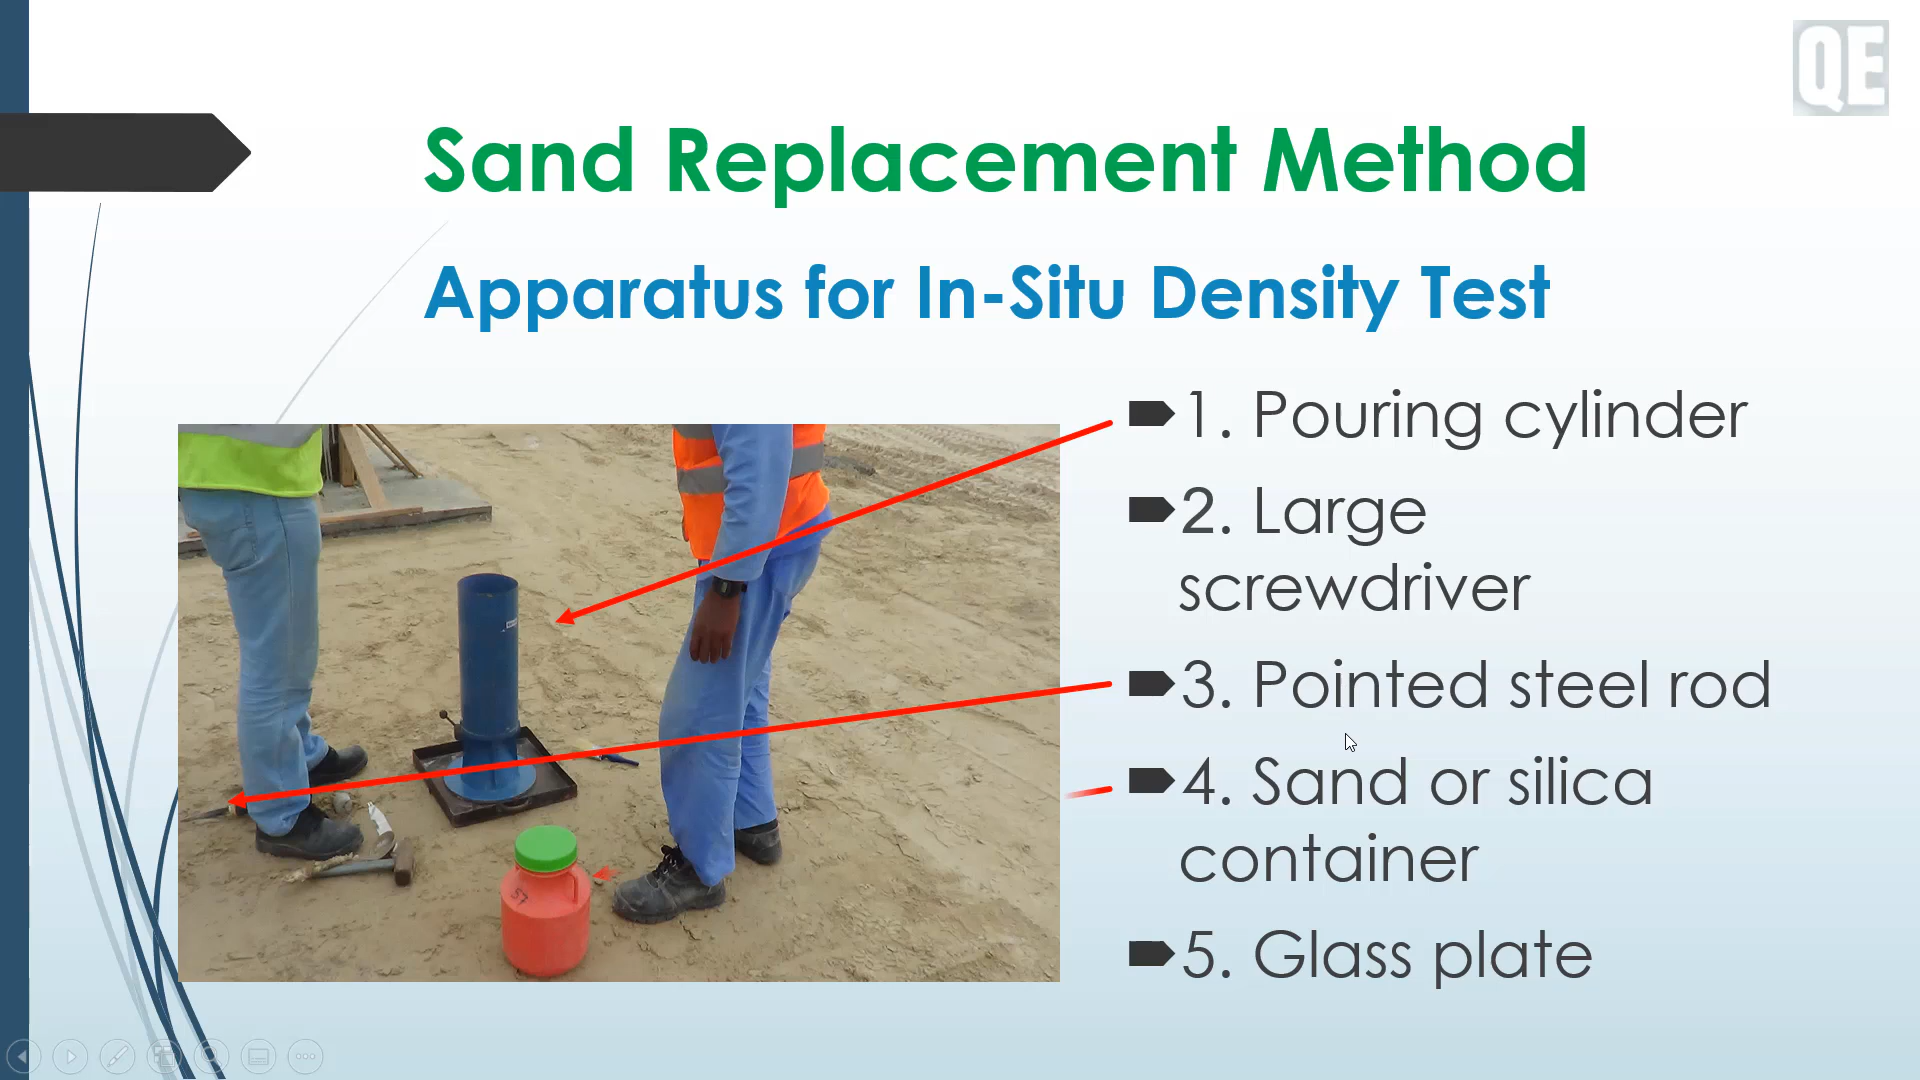 QE
Sand Replacement Method
Apparatus for In-Situ Density Test
1. Pouring cylinder
2. Large
screwdriver
3. Pointed steel rod
4. Sand or silica
container
5. Glass plate
57